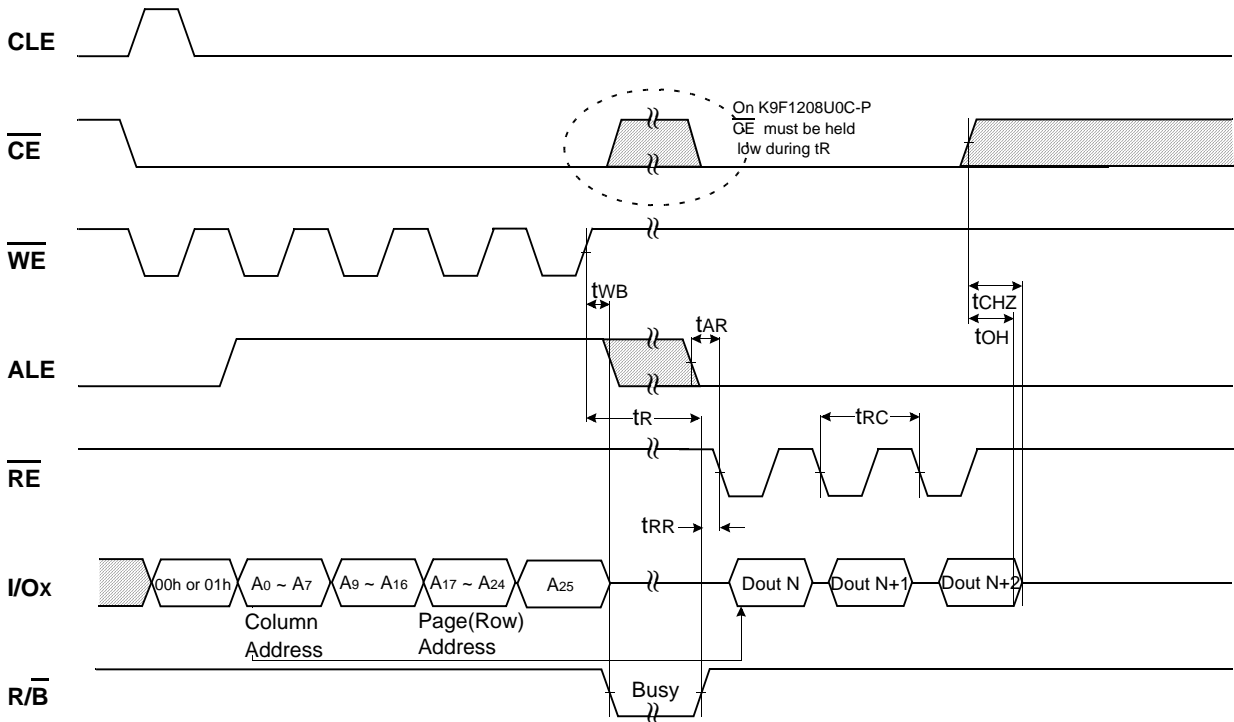 CLE
On K9F1208U0C-P
CE must be held
low during tR
CE
WE
tWB
tCHZ
tAR
tOH
ALE
tR
tRC
RE
tRR
I/Ox
00h or 01h
A0 ~ A7
A9 ~ A16
A17 ~ A24
A25
Dout N
Dout N+1
Dout N+2
Column
Address
Page(Row)
Address
R/B
Busy